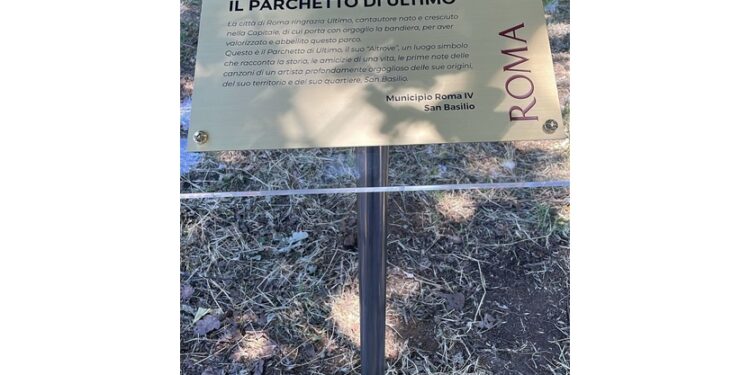 IL PARCHETTO DI ULTIMO
La città di Roma ringrazia Ultimo, cantautore nato e cresciuto
nella Capitale, di cui porta con orgoglio la bandiera, per aver
valorizzato e abbellito questo parco.
Questo è il Parchetto di Ultimo, il suo "Altrove", un luogo simbolo
che racconta la storia, le amicizie di una vita, le prime note delle
canzoni di un artista profondamente orgoglioso delle sue origini,
del suo territorio e del suo quartiere, San Basilio.
Municipio Roma IV
San Basilio
ROMA